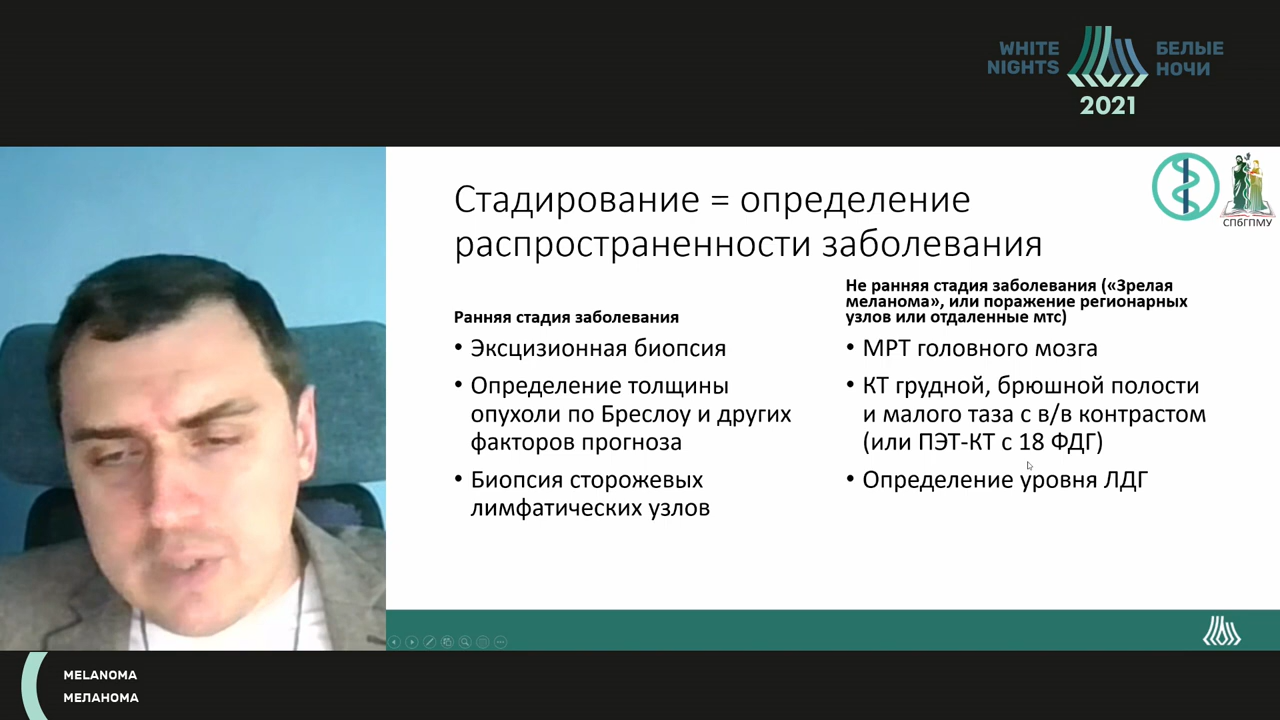 WHITE
NIGHTS
БЕЛЫЕ
НОЧИ
2021
Стадирование = определение
распространенности заболевания
СПбГПМУ
Ранняя стадия заболевания
• Эксцизионная биопсия
• Определение толщины
опухоли по Бреслоу и других
факторов прогноза
• Биопсия сторожевых
лимфатических узлов
Не ранняя стадия заболевания («Зрелая
меланома», или поражение регионарных
узлов или отдаленные мтс)
• МРТ головного мозга
• КТ грудной, брюшной полости
и малого таза с в/в контрастом
(или ПЭТ-КТ с 18 ФДГ)
• Определение уровня ЛДГ
MELANOMA
МЕЛАНОМА